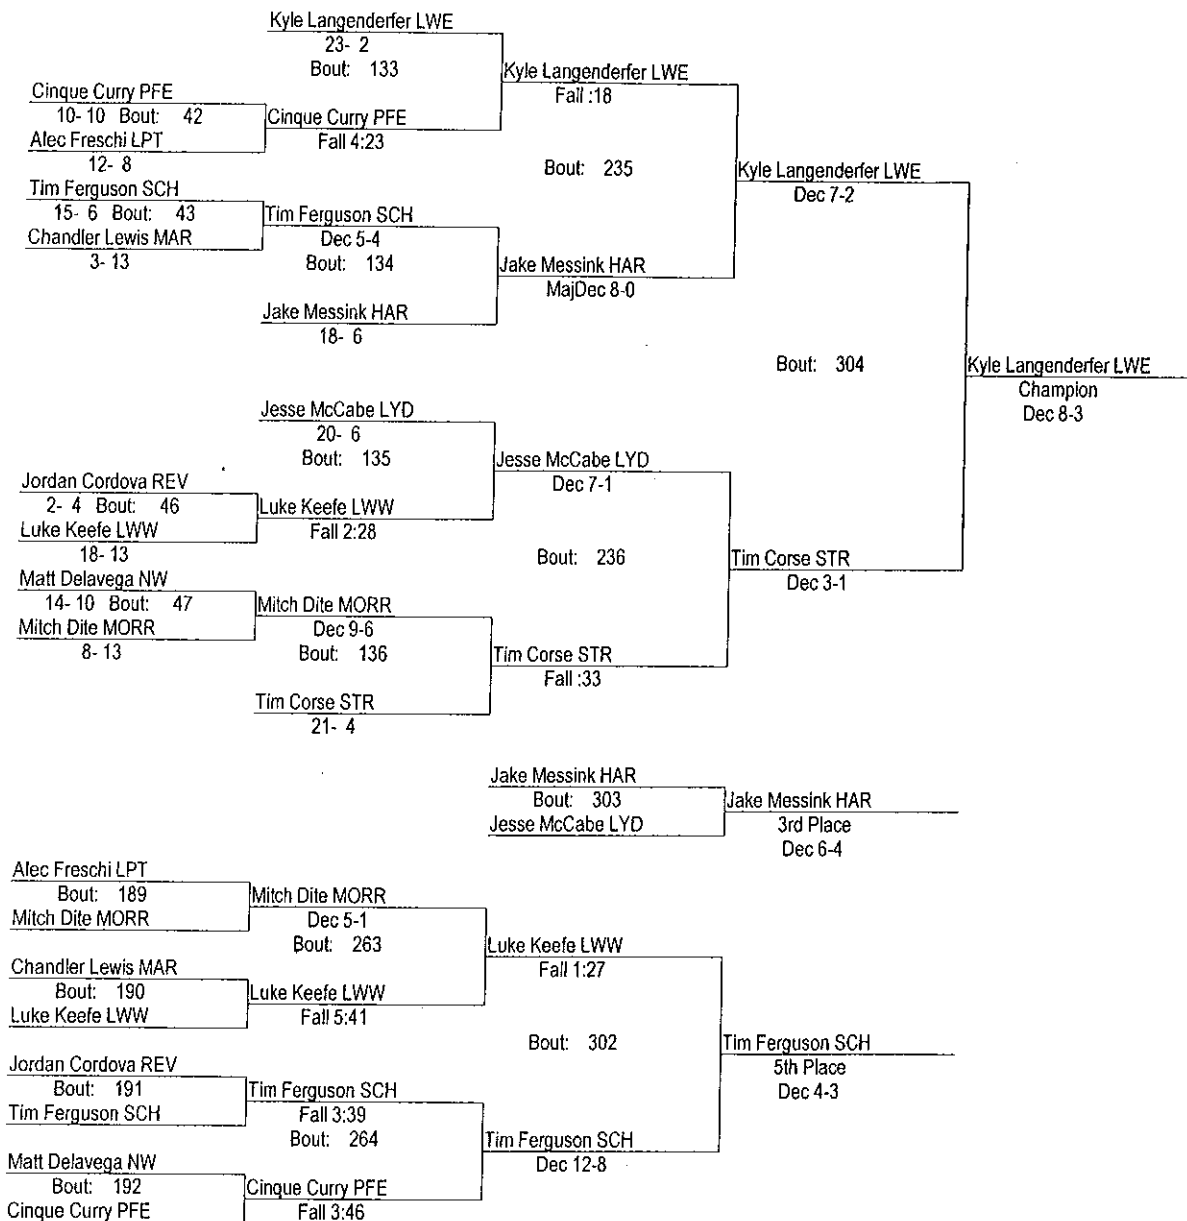 Kyle Langenderfer LWE
23- 2
Bout: 133
Kyle Langenderfer LWE
Fall :18
Cinque Curry PFE
10- 10 Bout: 42
Cinque Curry PFE
Fall 4:23
Alec Freschi LPT
12- 8
Bout: 235
Kyle Langenderfer LWE
Dec 7-2
Tim Ferguson SCH
15- 6 Bout: 43
Tim Ferguson SCH
Dec 5-4
Chandler Lewis MAR
3- 13
Bout: 134
Jake Messink HAR
MajDec 8-0
Jake Messink HAR
18- 6
Bout: 304
Kyle Langenderfer LWE
Champion
Dec 8-3
Jesse McCabe LYD
20- 6
Bout: 135
Jesse McCabe LYD
Dec 7-1
Jordan Cordova REV
2- 4 Bout: 46
Luke Keefe LWW
Fall 2:28
Luke Keefe LWW
18- 13
Bout: 236
Tim Corse STR
Dec 3-1
Matt Delavega NW
14- 10 Bout: 47
Mitch Dite MORR
Dec 9-6
Mitch Dite MORR
8- 13
Bout: 136
Tim Corse STR
Fall :33
Tim Corse STR
21- 4
Jake Messink HAR
Bout: 303
Jake Messink HAR
3rd Place
Dec 6-4
Jesse McCabe LYD
Alec Freschi LPT
Bout: 189
Mitch Dite MORR
Dec 5-1
Mitch Dite MORR
Bout: 263
Luke Keefe LWW
Fall 1:27
Chandler Lewis MAR
Bout: 190
Luke Keefe LWW
Fall 5:41
Luke Keefe LWW
Bout: 302
Tim Ferguson SCH
5th Place
Dec 4-3
Jordan Cordova REV
Bout: 191
Tim Ferguson SCH
Fall 3:39
Tim Ferguson SCH
Bout: 264
Tim Ferguson SCH
Dec 12-8
Matt Delavega NW
Bout: 192
Cinque Curry PFE
Fall 3:46
Cinque Curry PFE